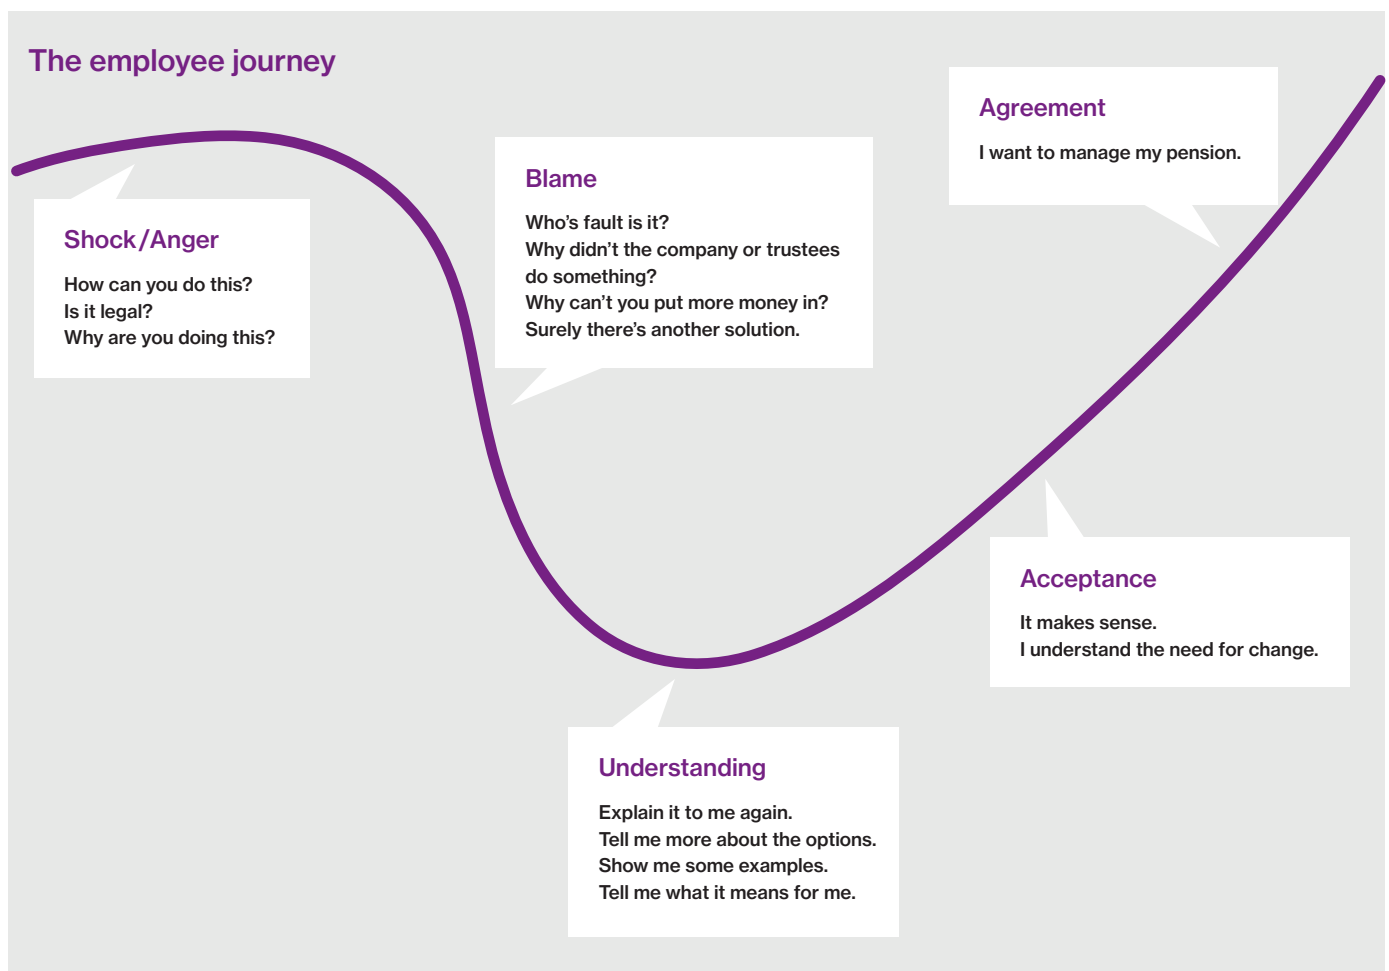 The employee journey
Shock/Anger
How can you do this?
Is it legal?
Why are you doing this?
Blame
Who’s fault is it?
Why didn’t the company or trustees
do something?
Why can’t you put more money in?
Surely there’s another solution.
Understanding
Explain it to me again.
Tell me more about the options.
Show me some examples.
Tell me what it means for me.
Acceptance
It makes sense.
I understand the need for change.
Agreement
I want to manage my pension.